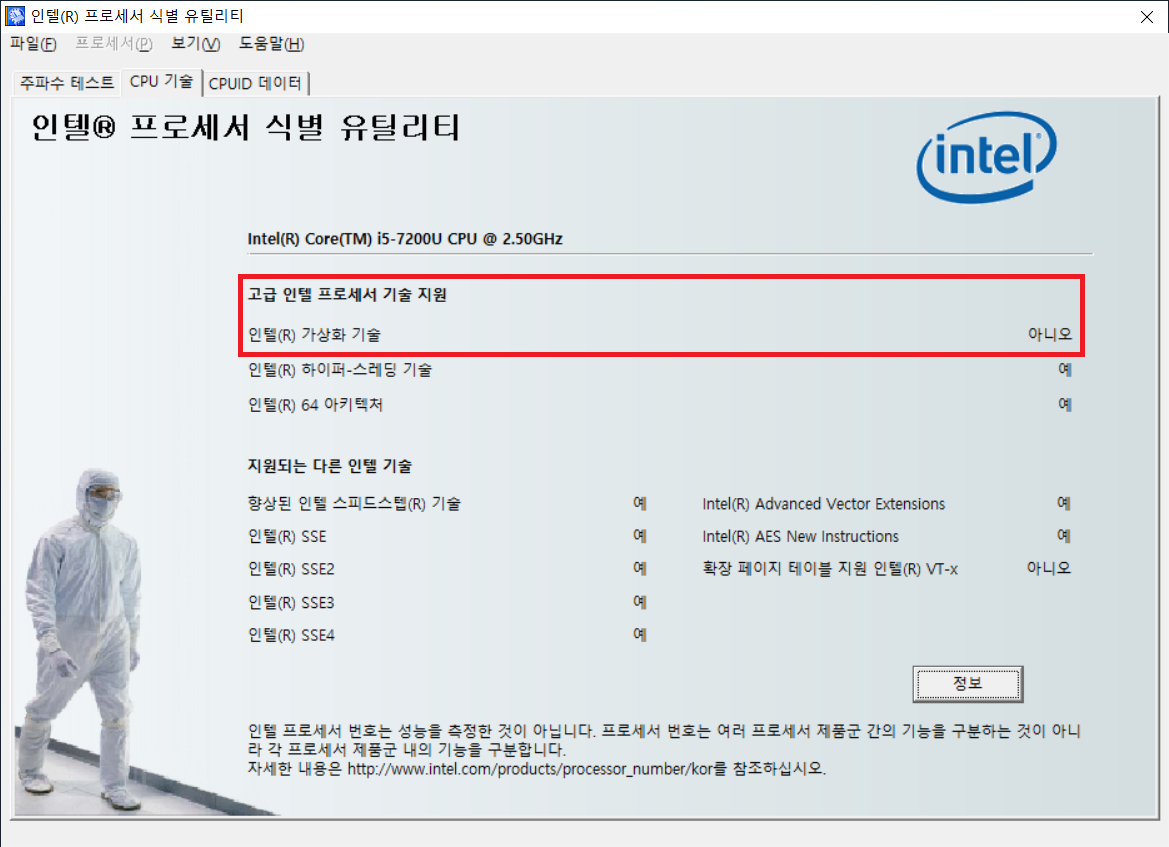 인텔(R) 프로세서 식별 유틸리티
파일(F) 프로세서(P) 보기(V) 도움말(H)
주파수 테스트 CPU 기술 CPUID 데이터
인텔® 프로세서 식별 유틸리티
intel®
Intel(R) Core(TM) i5-7200U CPU @ 2.50GHz
고급 인텔 프로세서 기술 지원
인텔(R) 가상화 기술 아니오
인텔(R) 하이퍼-스레딩 기술 예
인텔(R) 64 아키텍처 예
지원되는 다른 인텔 기술
향상된 인텔 스피드스텝(R) 기술 예 Intel(R) Advanced Vector Extensions 예
인텔(R) SSE 예 Intel(R) AES New Instructions 예
인텔(R) SSE2 예 확장 페이지 테이블 지원 인텔(R) VT-x 아니오
인텔(R) SSE3 예
인텔(R) SSE4 예
정보
인텔 프로세서 번호는 성능을 측정한 것이 아닙니다. 프로세서 번호는 여러 프로세서 제품군 간의 기능을 구분하는 것이 아니
라 각 프로세서 제품군 내의 기능을 구분합니다.
자세한 내용은 http://www.intel.com/products/processor_number/kor를 참조하십시오.